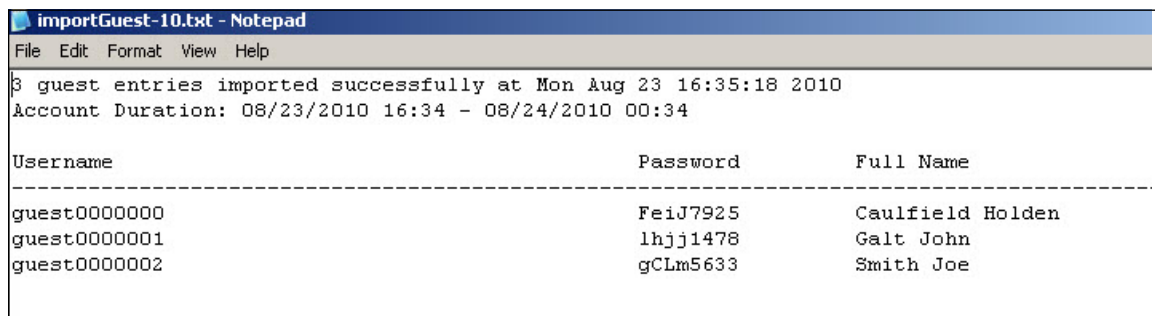 importGuest-10.txt - Notepad
File Edit Format View Help
3 guest entries imported successfully at Mon Aug 23 16:35:18 2010
Account Duration: 08/23/2010 16:34 - 08/24/2010 00:34
Username Password Full Name
--------------------------------------------------------------------------------------------
guest0000000 FeiJ7925 Caulfield Holden
guest0000001 lhjj1478 Galt John
guest0000002 gCLm5633 Smith Joe